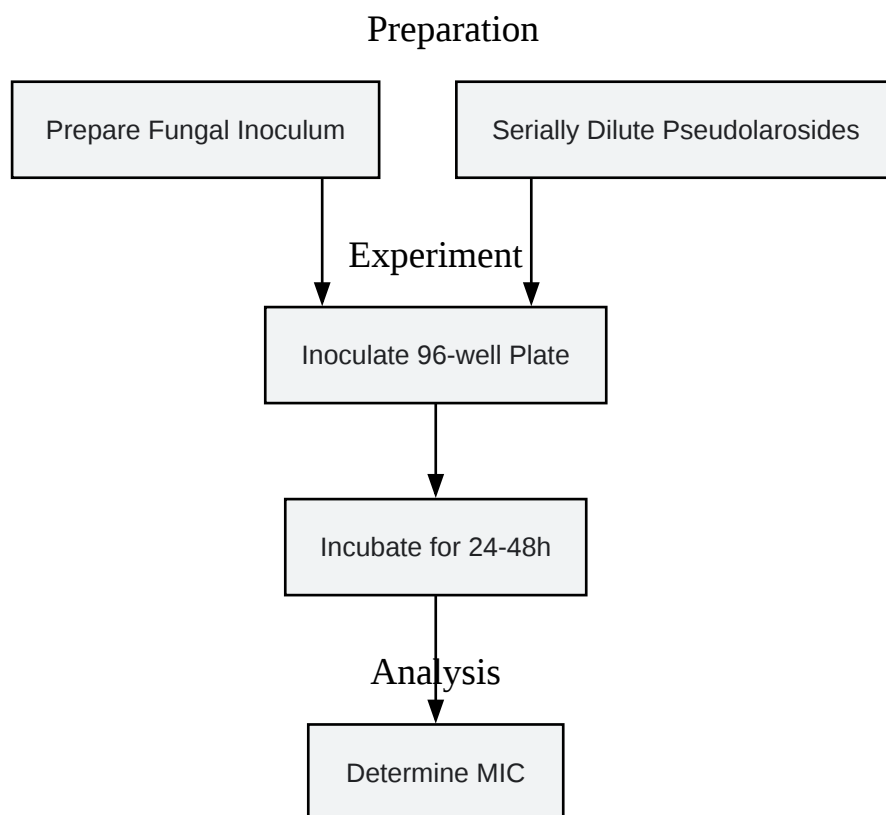 Preparation
Prepare Fungal Inoculum
Serially Dilute Pseudolarosides
Experiment
Inoculate 96-well Plate
Incubate for 24-48h
Analysis
Determine MIC